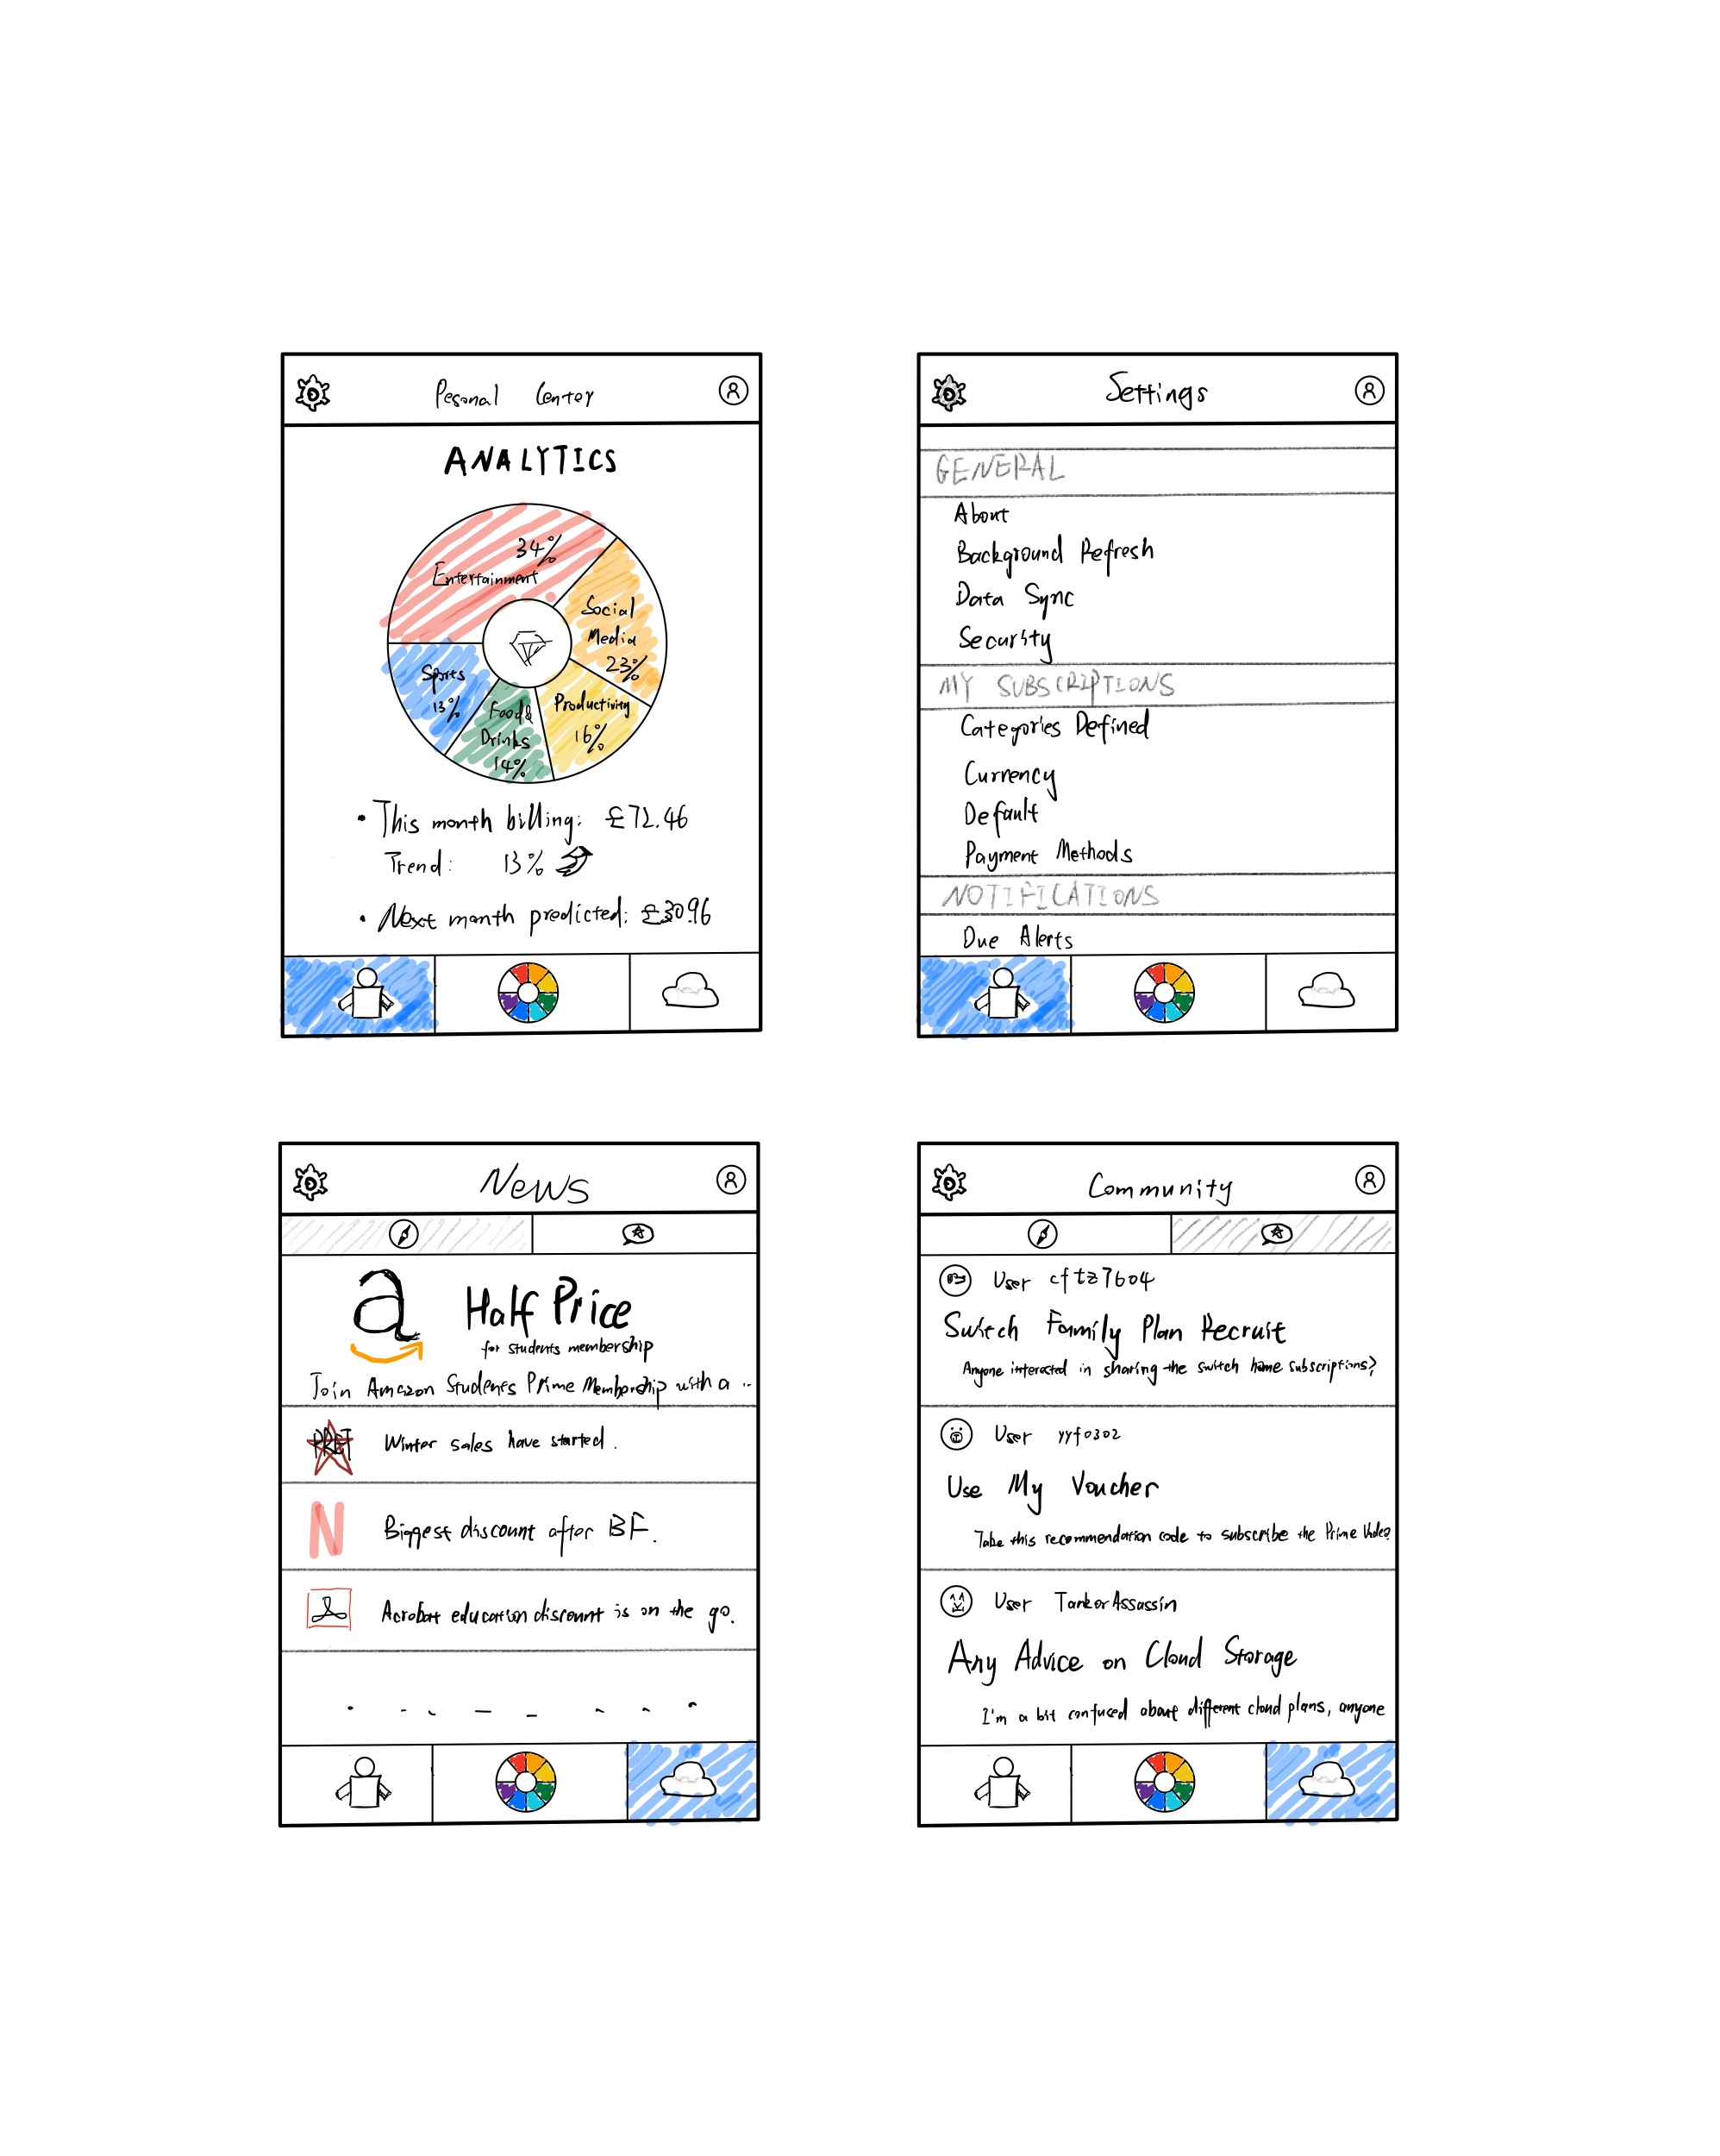 Pesonal Center
ANALYTICS
34%
Entertainment
Social
Media
23%
Sports
13%
Food&
Drinks
14%
Productivity
16%
• This month billing: £72.46
Trend: 13%
• Next month predicted: £30.96
Settings
GENERAL
About
Background Refresh
Data Sync
Security
MY SUBSCRIPTIONS
Categories Defined
Currency
Default
Payment Methods
NOTIFICATIONS
Due Alerts
News
a
Half Price
for students membership
Join Amazon Students Prime Membership with a ..
PRET
Winter sales have started.
N
Biggest discount after BF.
Acrobat education discount is on the go.
Community
User cftz7604
Switch Family Plan Recruit
Anyone interested in sharing the switch home subscriptions?
User yyf0302
Use My Voucher
Take this recommendation code to subscribe the Prime Video
User TankerAssassin
Any Advice on Cloud Storage
I'm a bit confused about different cloud plans, anyone